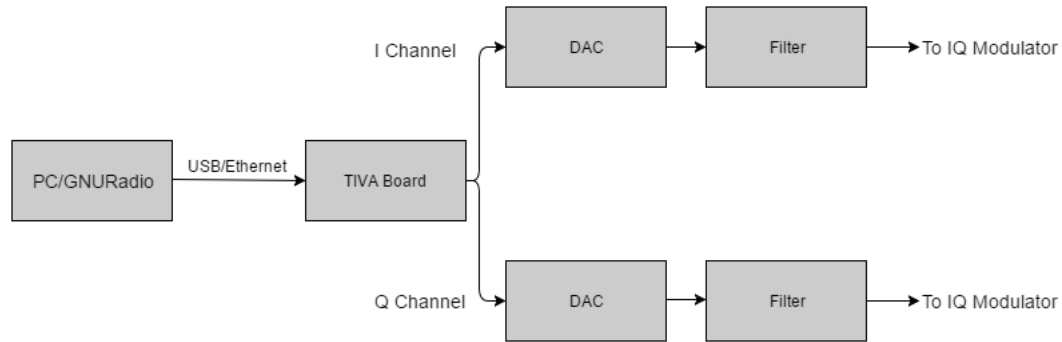 I Channel
DAC
Filter
To IQ Modulator
PC/GNURadio
USB/Ethernet
TIVA Board
Q Channel
DAC
Filter
To IQ Modulator